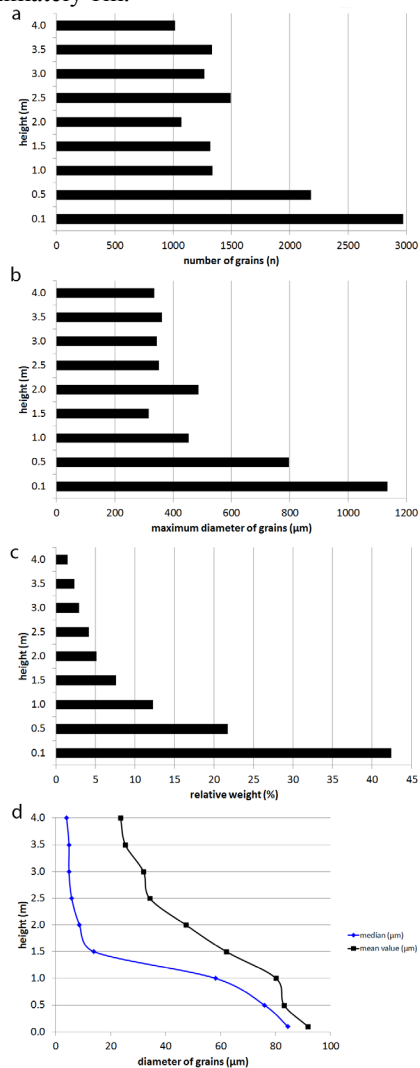 a
4.0
3.5
3.0
2.5
2.0
1.5
1.0
0.5
0.1
height (m)
0 500 1000 1500 2000 2500 3000
number of grains (n)
b
4.0
3.5
3.0
2.5
2.0
1.5
1.0
0.5
0.1
height (m)
0 200 400 600 800 1000 1200
maximum diameter of grains (µm)
c
4.0
3.5
3.0
2.5
2.0
1.5
1.0
0.5
0.1
height (m)
0 5 10 15 20 25 30 35 40 45
relative weight (%)
d
4.0
3.5
3.0
2.5
2.0
1.5
1.0
0.5
0.0
height (m)
0 20 40 60 80 100
diameter of grains (µm)
median (µm)
mean value (µm)